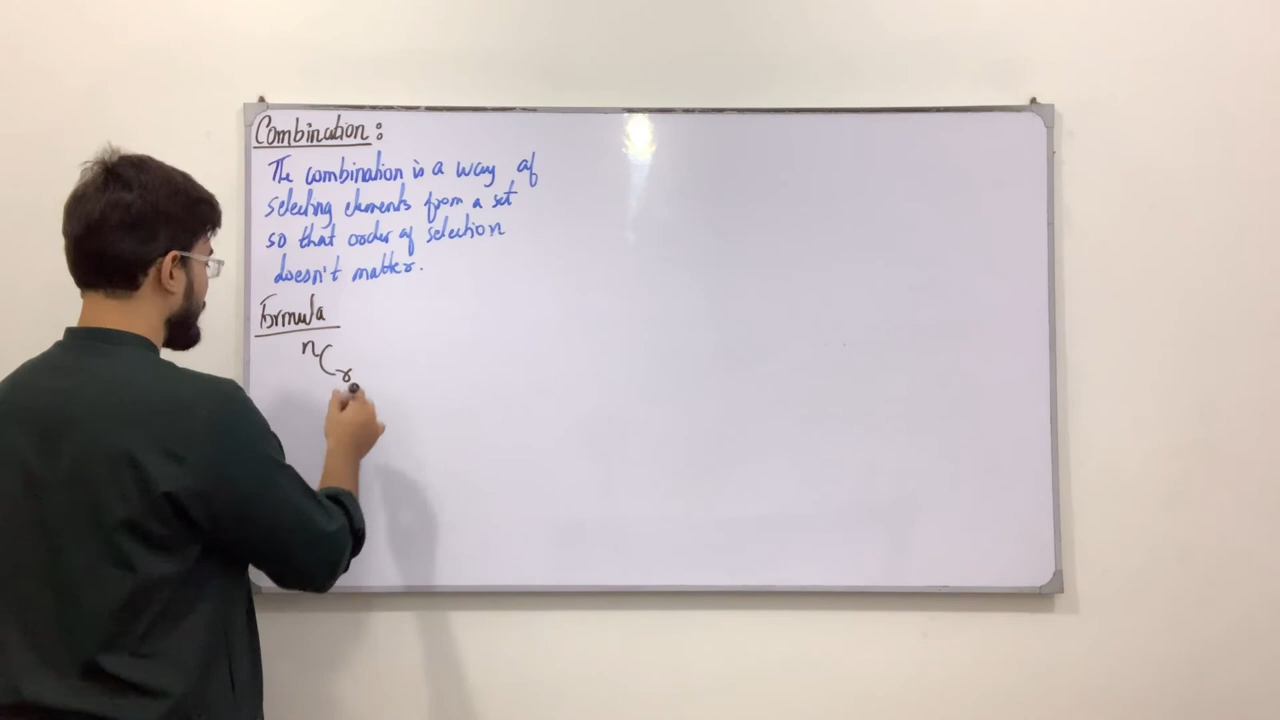 Combination:
The combination is a way of
selecting elements from a set
so that order of selection
doesn't matter.
Formula
nCr